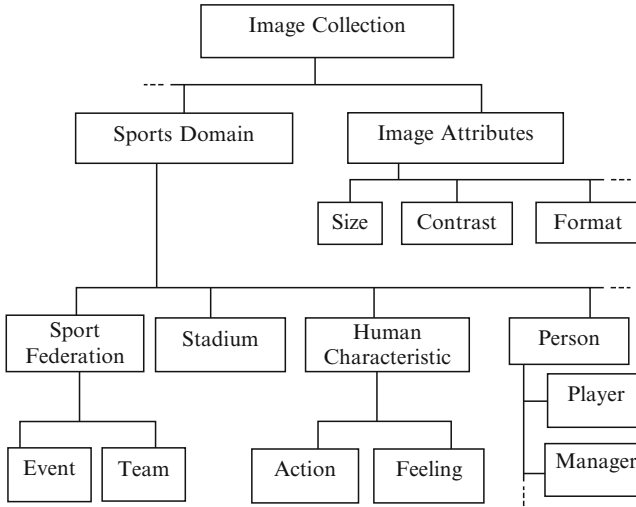 Image Collection
Sports Domain
Image Attributes
Size
Contrast
Format
Sport
Federation
Stadium
Human
Characteristic
Person
Player
Event
Team
Action
Feeling
Manager